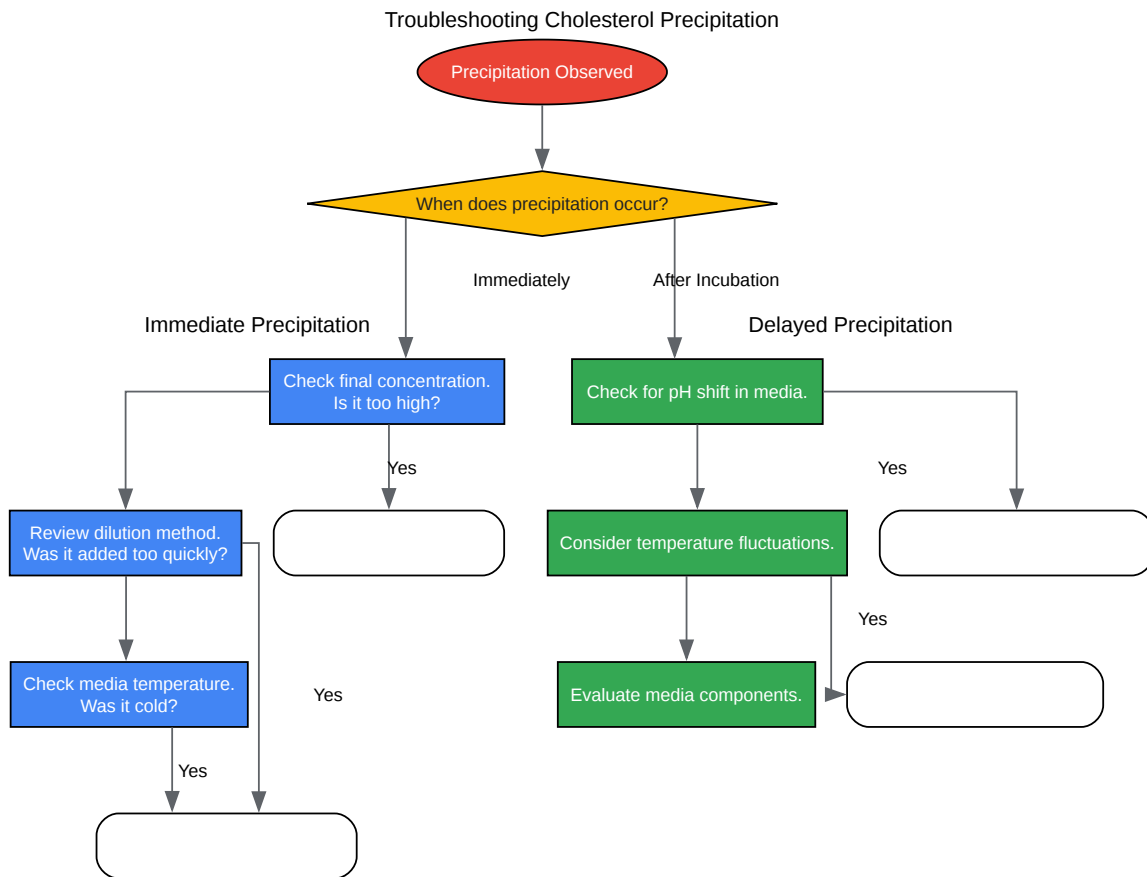 Troubleshooting Cholesterol Precipitation
Precipitation Observed
When does precipitation occur?
Immediately
After Incubation
Immediate Precipitation
Delayed Precipitation
Check final concentration.
Is it too high?
Check for pH shift in media.
Yes
Yes
Review dilution method.
Was it added too quickly?
Consider temperature fluctuations.
Yes
Check media temperature.
Was it cold?
Yes
Evaluate media components.
Yes